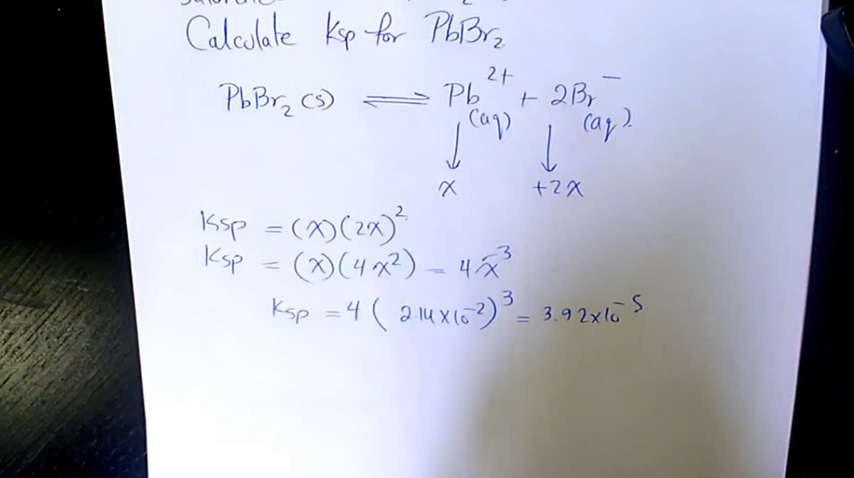 Calculate Ksp for PbBr₂
PbBr₂ (s) ⇌ Pb²⁺ (aq) + 2Br⁻ (aq).
x +2x
Ksp = (x)(2x)²
Ksp = (x)(4x²) = 4x³
Ksp = 4 ( 2.14x10⁻²)³ = 3.92x10⁻⁵